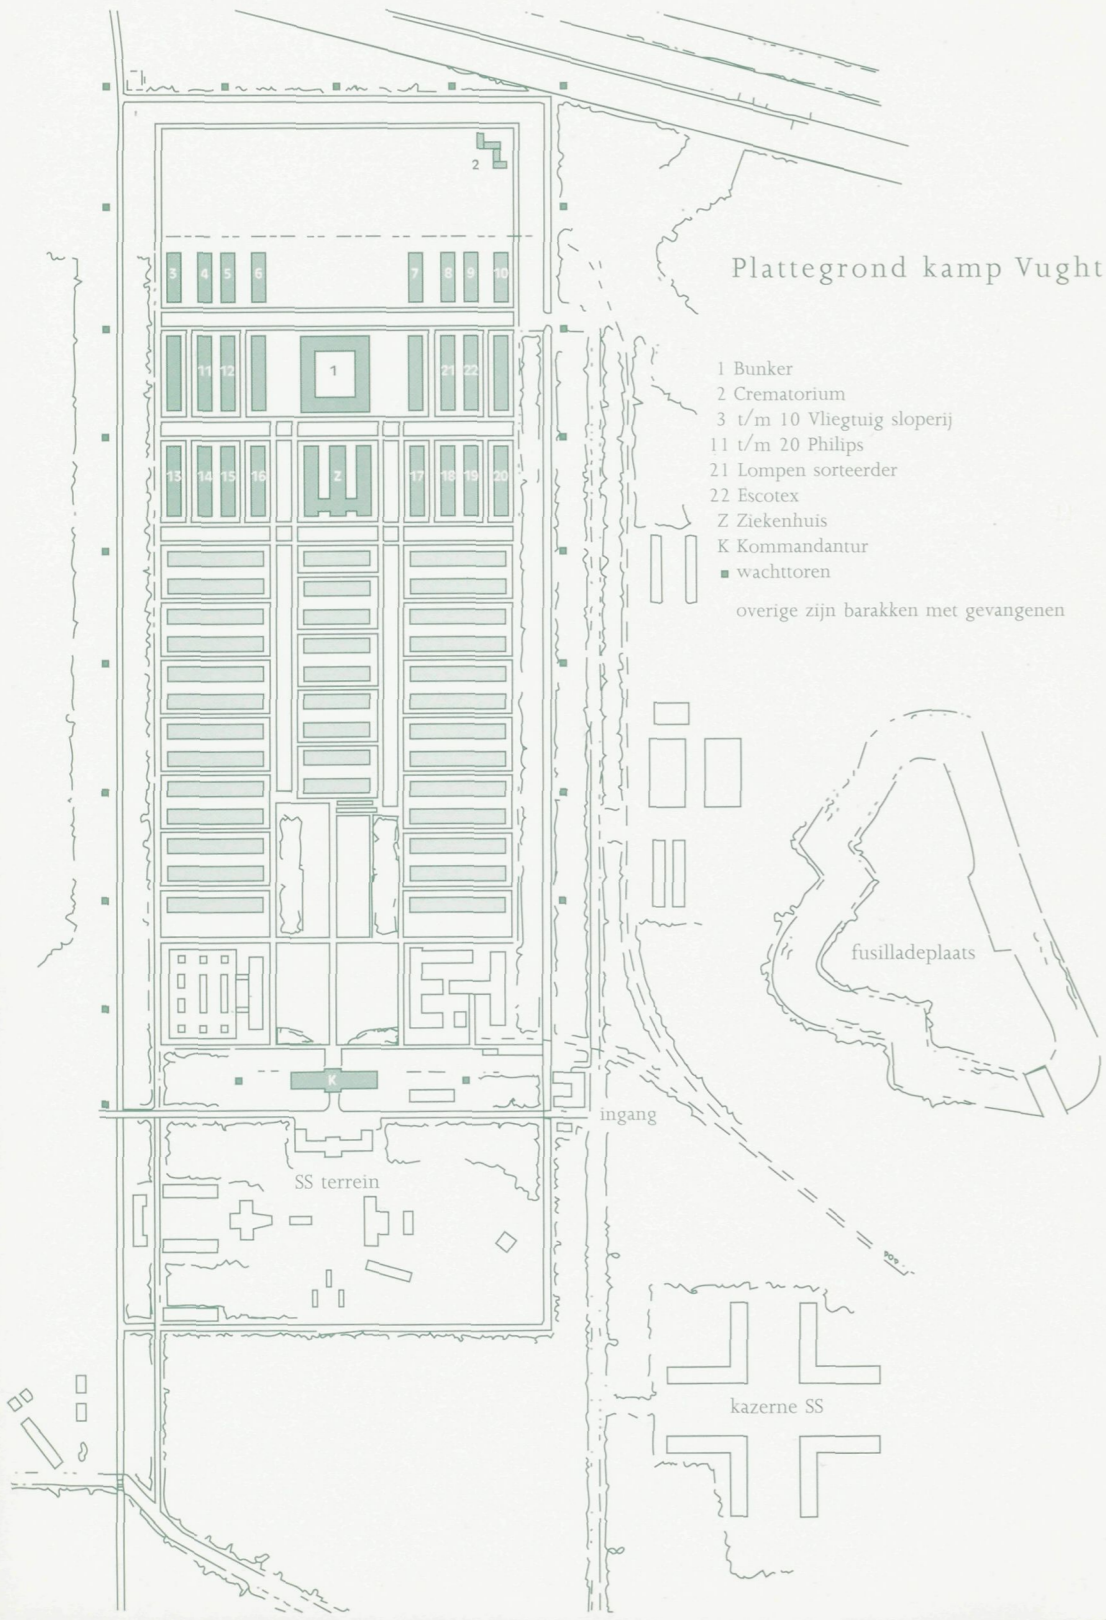 2
3 4 5 6 7 8 9 10
Plattegrond kamp Vught
11 12 1 21 22
1 Bunker
2 Crematorium
3 t/m 10 Vliegtuig sloperij
11 t/m 20 Philips
21 Lompen sorteerder
22 Escotex
Z Ziekenhuis
K Kommandantur
wachttoren
overige zijn barakken met gevangenen
13 14 15 16 Z 17 18 19 20
fusilladeplaats
K
ingang
SS terrein
kazerne SS